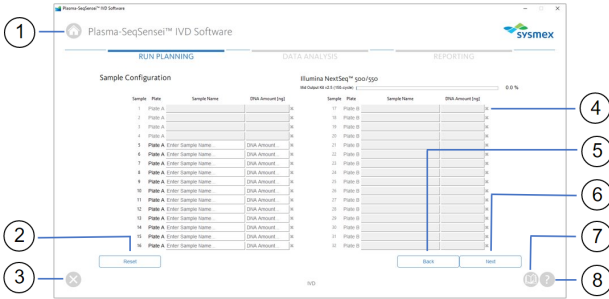 Plasma-SeqSensei™ IVD Software
Plasma-SeqSensei™ IVD Software
sysmex
RUN PLANNING DATA ANALYSIS REPORTING
Sample Configuration
Illumina NextSeq™ 500/550
Mid Output Kit v2.5 (150 cycle) 0.0 %
Sample Plate Sample Name DNA Amount [ng] Sample Plate Sample Name DNA Amount [ng]
1 Plate A 17 Plate B
2 Plate A 18 Plate B
3 Plate A 19 Plate B
4 Plate A 20 Plate B
5 Plate A Enter Sample Name... DNA Amount... 21 Plate B
6 Plate A Enter Sample Name... DNA Amount... 22 Plate B
7 Plate A Enter Sample Name... DNA Amount... 23 Plate B
8 Plate A Enter Sample Name... DNA Amount... 24 Plate B
9 Plate A Enter Sample Name... DNA Amount... 25 Plate B
10 Plate A Enter Sample Name... DNA Amount... 26 Plate B
11 Plate A Enter Sample Name... DNA Amount... 27 Plate B
12 Plate A Enter Sample Name... DNA Amount... 28 Plate B
13 Plate A Enter Sample Name... DNA Amount... 29 Plate B
14 Plate A Enter Sample Name... DNA Amount... 30 Plate B
15 Plate A Enter Sample Name... DNA Amount... 31 Plate B
16 Plate A Enter Sample Name... DNA Amount... 32 Plate B
Reset Back Next
IVD
?
1
2
3
4
5
6
7
8